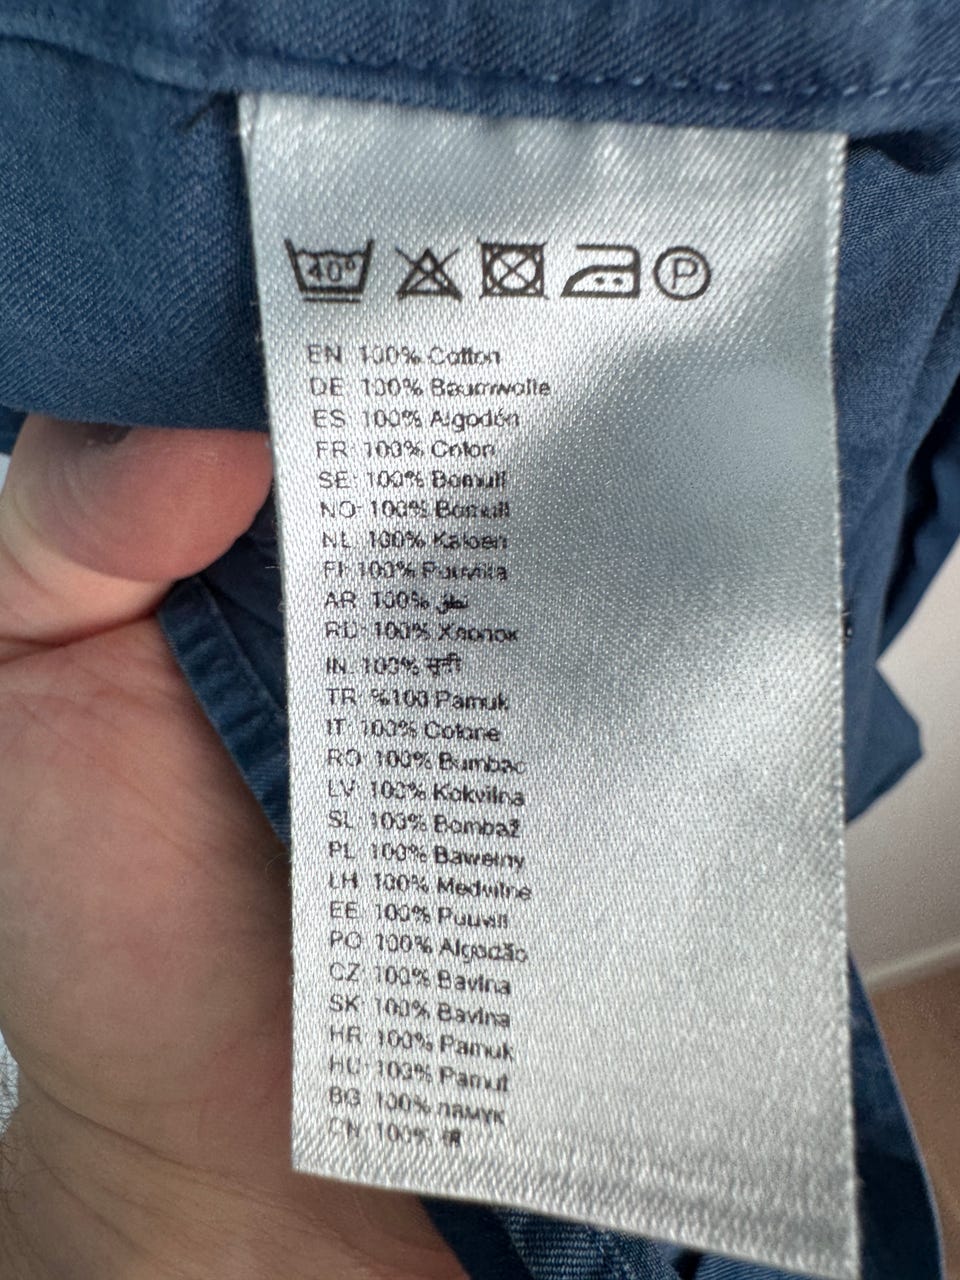 40°
P
EN 100% Cotton
DE 100% Baumwolle
ES 100% Algodón
FR 100% Coton
SE 100% Bomull
NO 100% Bomull
NL 100% Katoen
FI 100% Puuvilla
AR 100% قطن
RU 100% Хлопок
IN 100% सूती
TR %100 Pamuk
IT 100% Cotone
RO 100% Bumbac
LV 100% Kokvilna
SL 100% Bombaž
PL 100% Bawełny
LH 100% Medvilne
EE 100% Puuvill
PO 100% Algodão
CZ 100% Bavlna
SK 100% Bavlna
HR 100% Pamuk
HU 100% Pamut
BG 100% памук
CN 100%